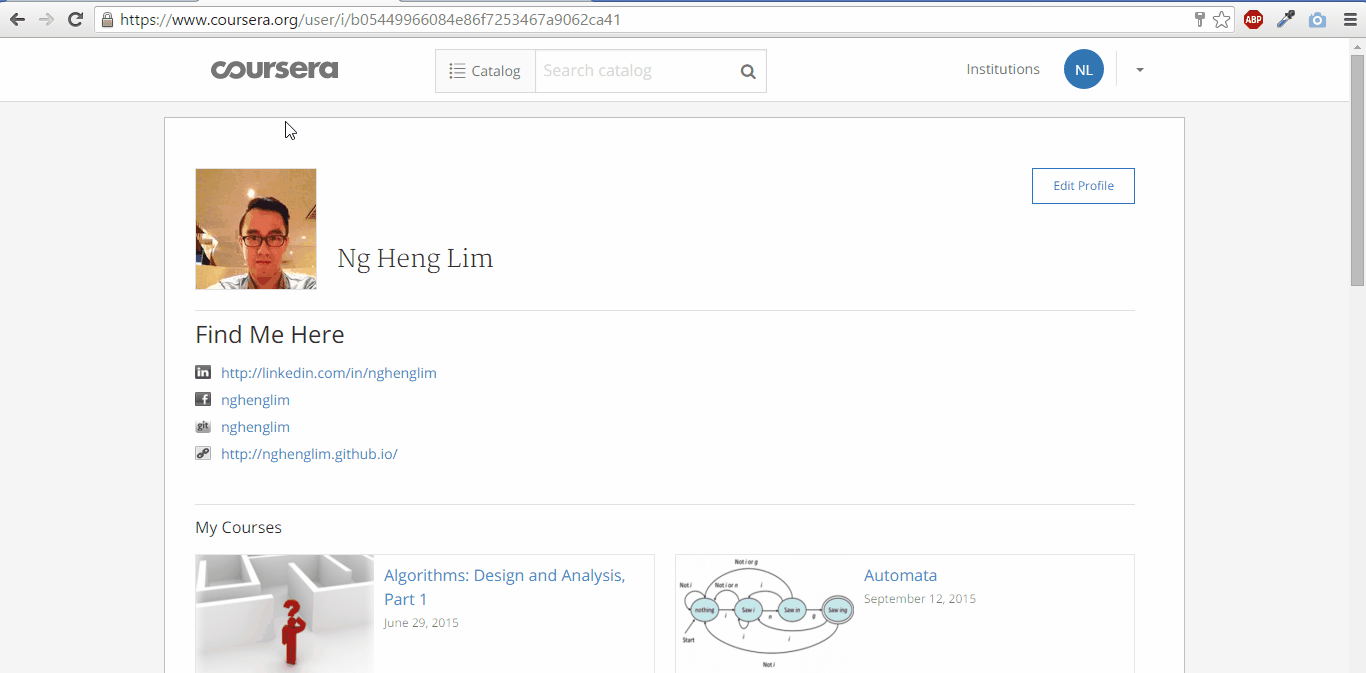 https://www.coursera.org/user/i/b05449966084e86f7253467a9062ca41
ABP
coursera
Catalog
Search catalog
Institutions
NL
Edit Profile
Ng Heng Lim
Find Me Here
in http://linkedin.com/in/nghenglim
f nghenglim
git nghenglim
http://nghenglim.github.io/
My Courses
Algorithms: Design and Analysis,
Part 1
June 29, 2015
?
Not i or g
Not i
Not i or n
i
nothing
Saw i
Saw in
Saw ing
i
n
g
Start
i
i
Not i
Automata
September 12, 2015